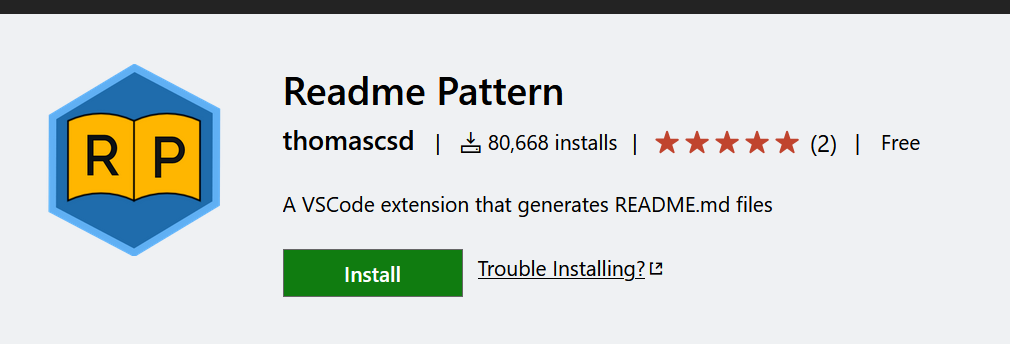 R P
Readme Pattern
thomascsd | 80,668 installs | ★★★★★ (2) | Free
A VSCode extension that generates README.md files
Install
Trouble Installing?